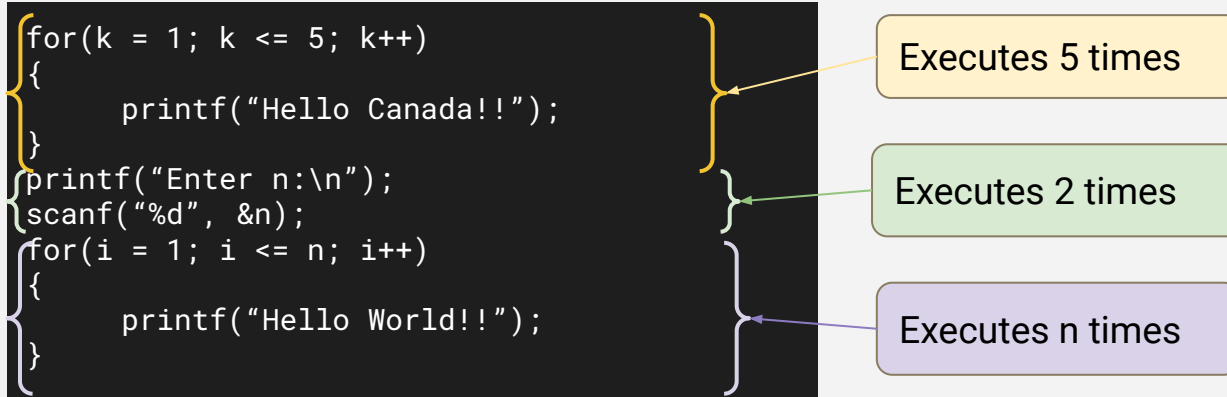 for(k = 1; k <= 5; k++)
{
printf(“Hello Canada!!”);
}
printf(“Enter n:\n”);
scanf(“%d”, &n);
for(i = 1; i <= n; i++)
{
printf(“Hello World!!”);
}
Executes 5 times
Executes 2 times
Executes n times